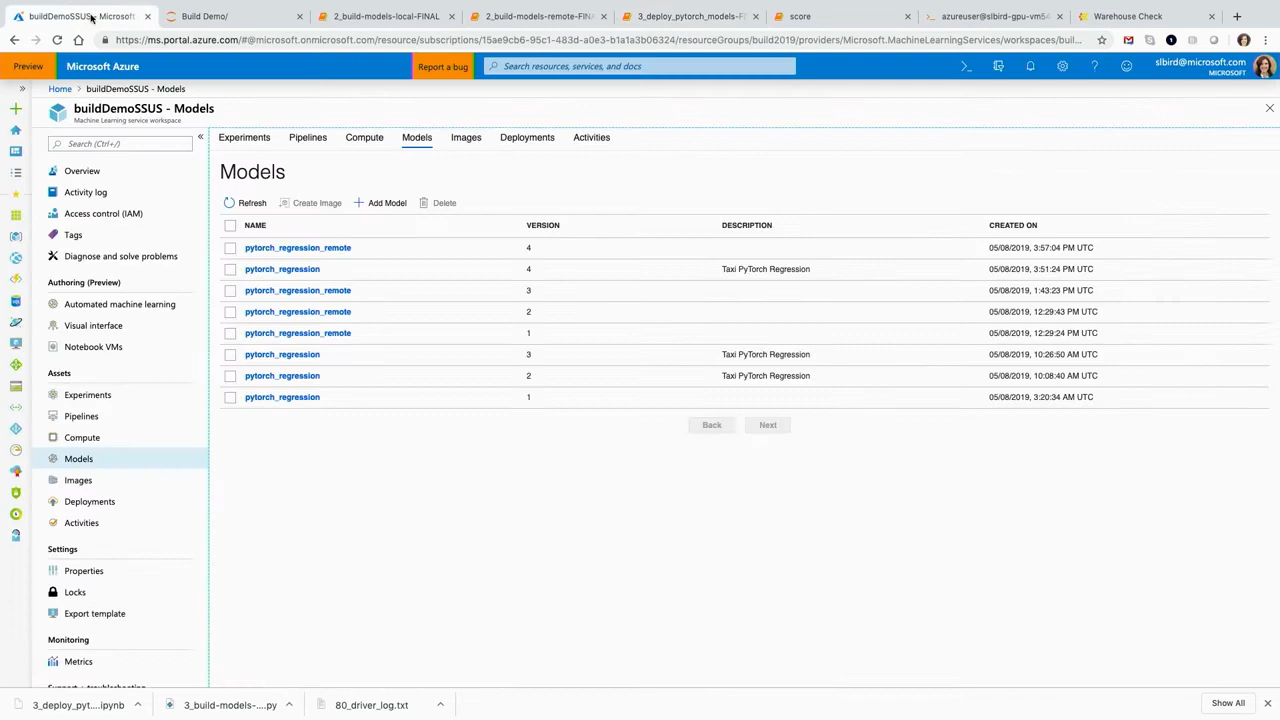 buildDemoSSUS - Microsoft
Build Demo/
2_build-models-local-FINAL
2_build-models-remote-FINAL
3_deploy_pytorch_models-F
score
azureuser@slbird-gpu-vm54
Warehouse Check
https://ms.portal.azure.com/#@microsoft.onmicrosoft.com/resource/subscriptions/15ae9cb6-95c1-483d-a0e3-b1a1a3b06324/resourceGroups/build2019/providers/Microsoft.MachineLearningServices/workspaces/buil...
Preview
Microsoft Azure
Report a bug
Search resources, services, and docs
slbird@microsoft.com
MICROSOFT
Home > buildDemoSSUS - Models
buildDemoSSUS - Models
Machine Learning service workspace
Search (Ctrl+/)
Overview
Activity log
Access control (IAM)
Tags
Diagnose and solve problems
Authoring (Preview)
Automated machine learning
Visual interface
Notebook VMs
Assets
Experiments
Pipelines
Compute
Models
Images
Deployments
Activities
Settings
Properties
Locks
Export template
Monitoring
Metrics
Experiments Pipelines Compute Models Images Deployments Activities
Models
Refresh Create Image Add Model Delete
NAME VERSION DESCRIPTION CREATED ON
pytorch_regression_remote 4 05/08/2019, 3:57:04 PM UTC
pytorch_regression 4 Taxi PyTorch Regression 05/08/2019, 3:51:24 PM UTC
pytorch_regression_remote 3 05/08/2019, 1:43:23 PM UTC
pytorch_regression_remote 2 05/08/2019, 12:29:43 PM UTC
pytorch_regression_remote 1 05/08/2019, 12:29:24 PM UTC
pytorch_regression 3 Taxi PyTorch Regression 05/08/2019, 10:26:50 AM UTC
pytorch_regression 2 Taxi PyTorch Regression 05/08/2019, 10:08:40 AM UTC
pytorch_regression 1 05/08/2019, 3:20:34 AM UTC
Back Next
3_deploy_pyt....ipynb
3_build-models-....py
80_driver_log.txt
Show All